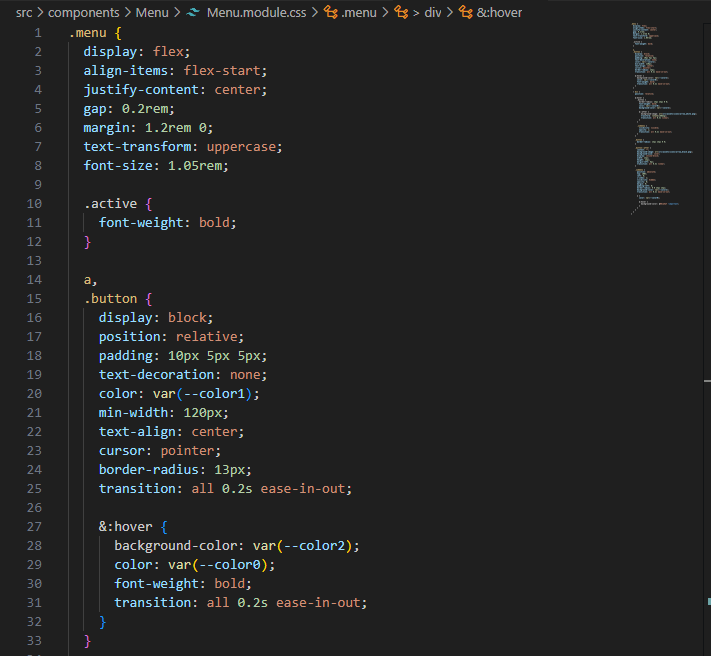 src > components > Menu > Menu.module.css > .menu > div > &:hover
1 .menu {
2 display: flex;
3 align-items: flex-start;
4 justify-content: center;
5 gap: 0.2rem;
6 margin: 1.2rem 0;
7 text-transform: uppercase;
8 font-size: 1.05rem;
9
10 .active {
11 font-weight: bold;
12 }
13
14 a,
15 .button {
16 display: block;
17 position: relative;
18 padding: 10px 5px 5px;
19 text-decoration: none;
20 color: var(--color1);
21 min-width: 120px;
22 text-align: center;
23 cursor: pointer;
24 border-radius: 13px;
25 transition: all 0.2s ease-in-out;
26
27 &:hover {
28 background-color: var(--color2);
29 color: var(--color0);
30 font-weight: bold;
31 transition: all 0.2s ease-in-out;
32 }
33 }